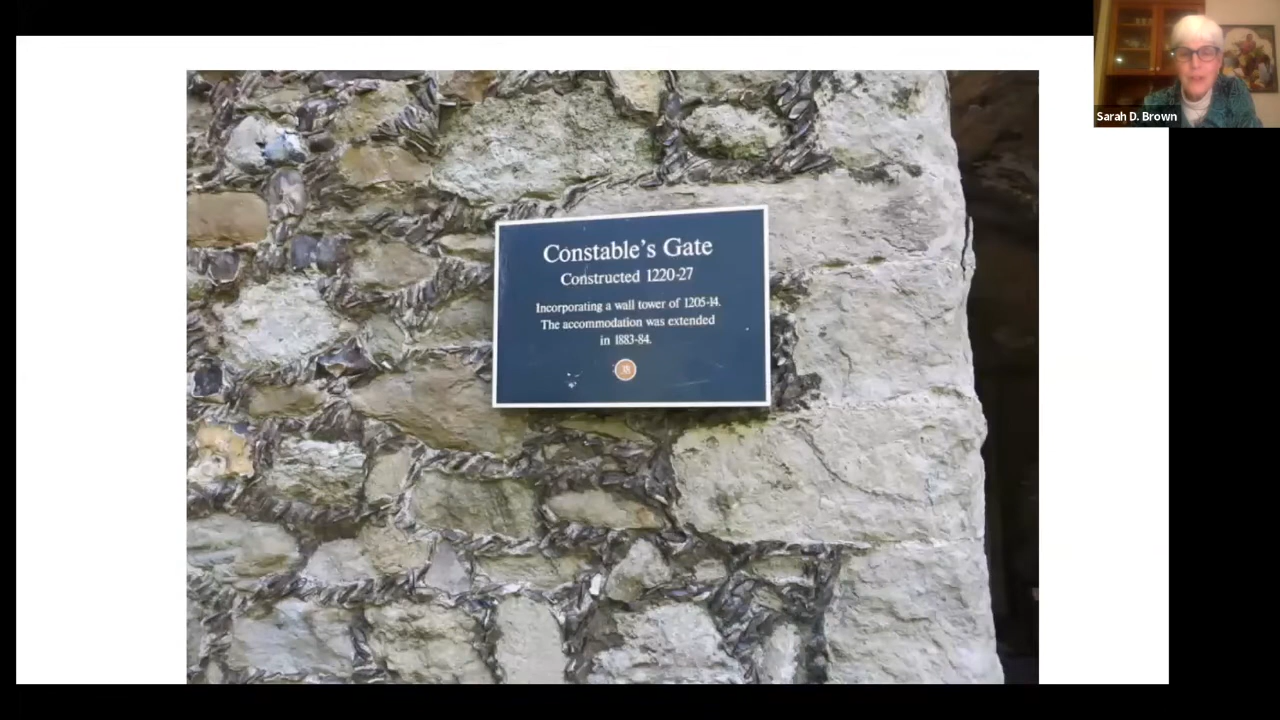 Constable's Gate
Constructed 1220-27
Incorporating a wall tower of 1205-14.
The accommodation was extended
in 1883-84.
Sarah D. Brown